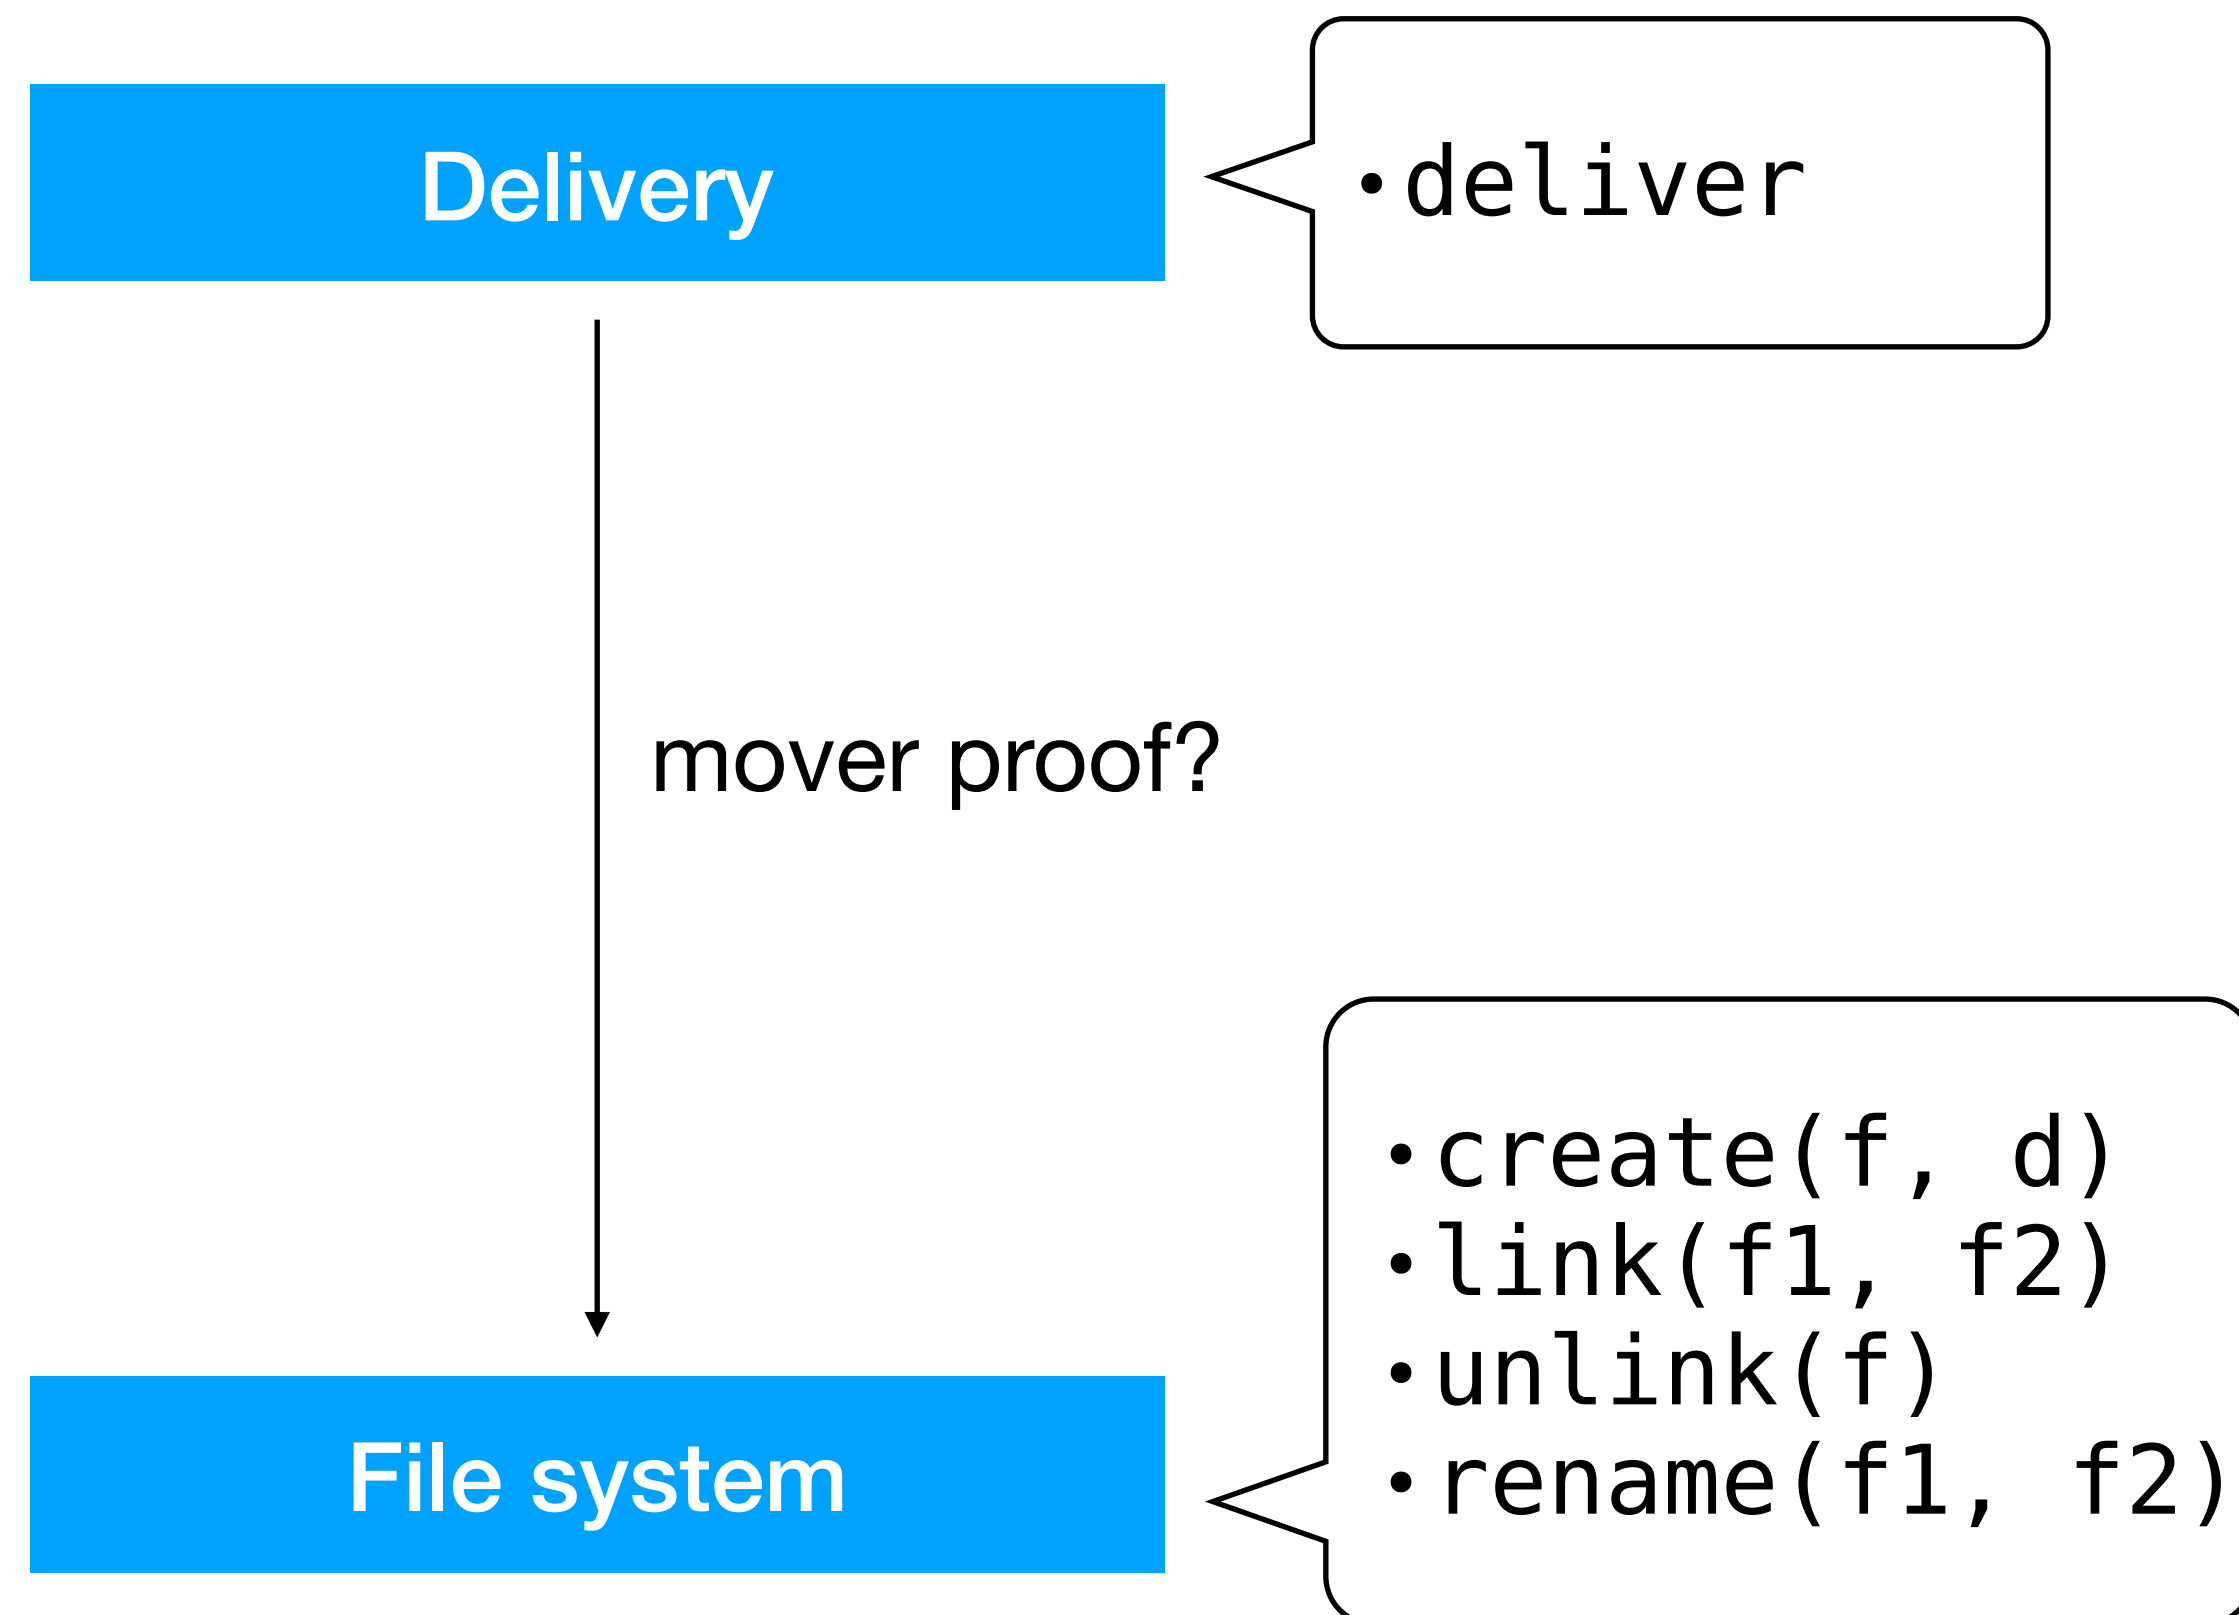 Delivery
•deliver
mover proof?
•create(f, d)
•link(f1, f2)
•unlink(f)
•rename(f1, f2)
File system